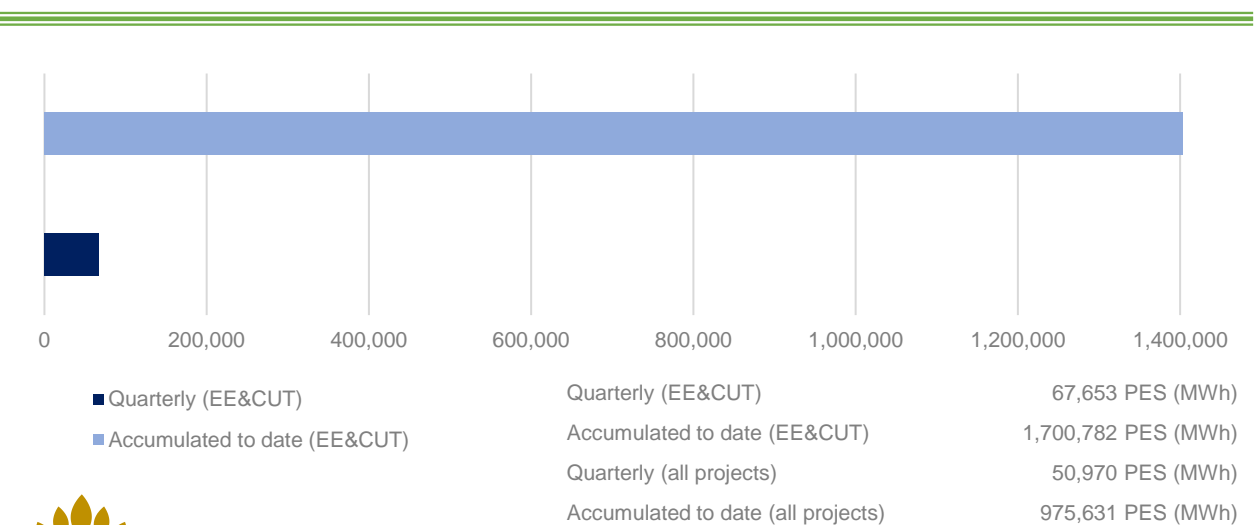 0 200,000 400,000 600,000 800,000 1,000,000 1,200,000 1,400,000
Quarterly (EE&CUT)
Accumulated to date (EE&CUT)
Quarterly (EE&CUT) 67,653 PES (MWh)
Accumulated to date (EE&CUT) 1,700,782 PES (MWh)
Quarterly (all projects) 50,970 PES (MWh)
Accumulated to date (all projects) 975,631 PES (MWh)